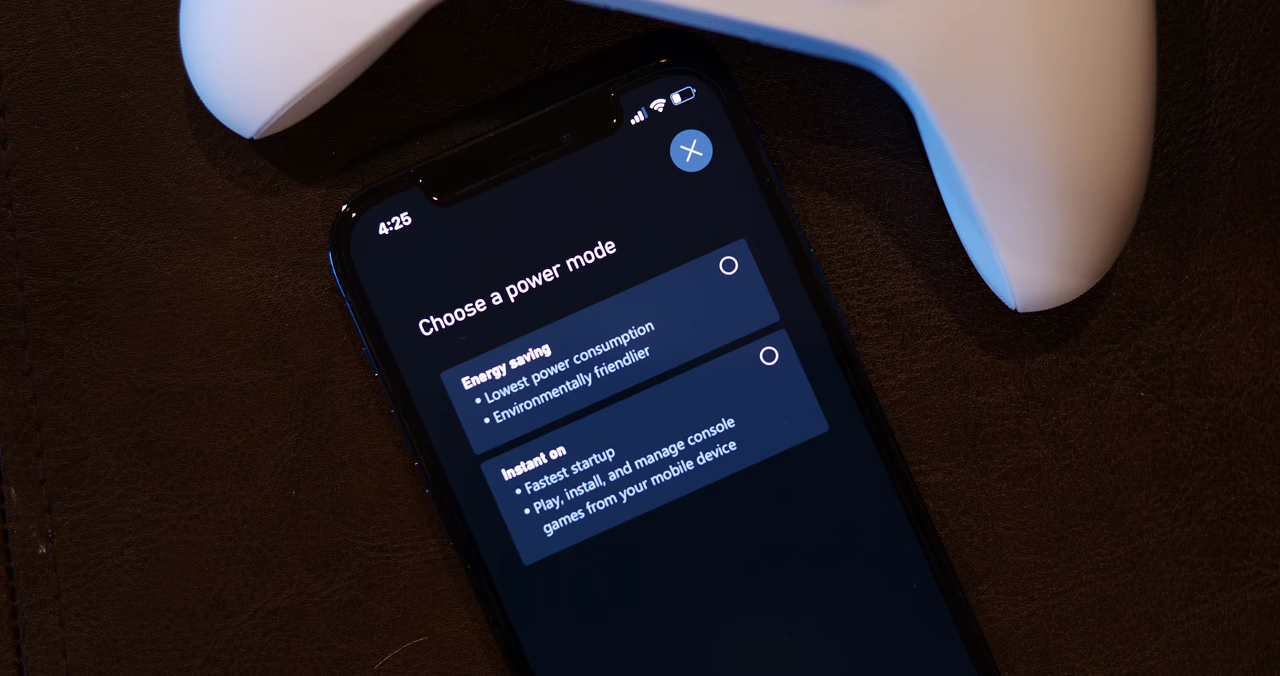 4:25
Choose a power mode
Energy saving
• Lowest power consumption
• Environmentally friendlier
Instant on
• Fastest startup
• Play, install, and manage console
games from your mobile device